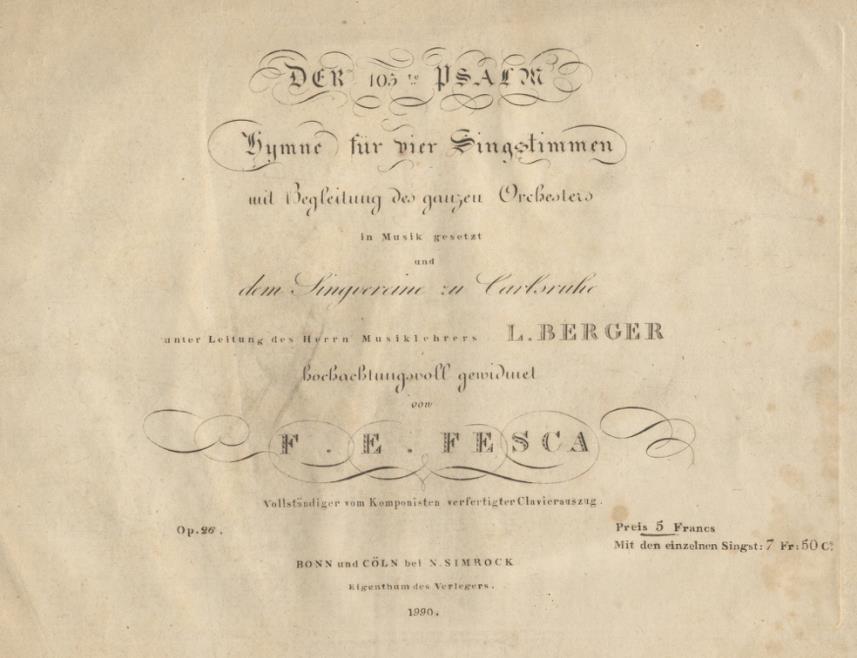 DER 103te PSALM
Hymne für vier Singstimmen
mit Begleitung des ganzen Orchesters
in Musik gesetzt
und
dem Singvereine zu Carlsruhe
unter Leitung des Herrn Musiklehrers L. BERGER
hochachtungsvoll gewidmet
von
F. E. FESCA
Vollständiger vom Komponisten verfertigter Clavierauszug.
Op. 26.
Preis 5 Francs
Mit den einzelnen Singst: 7 Fr: 50 Cs
BONN und CÖLN bei N. SIMROCK
Eigenthum des Verlegers.
1990.